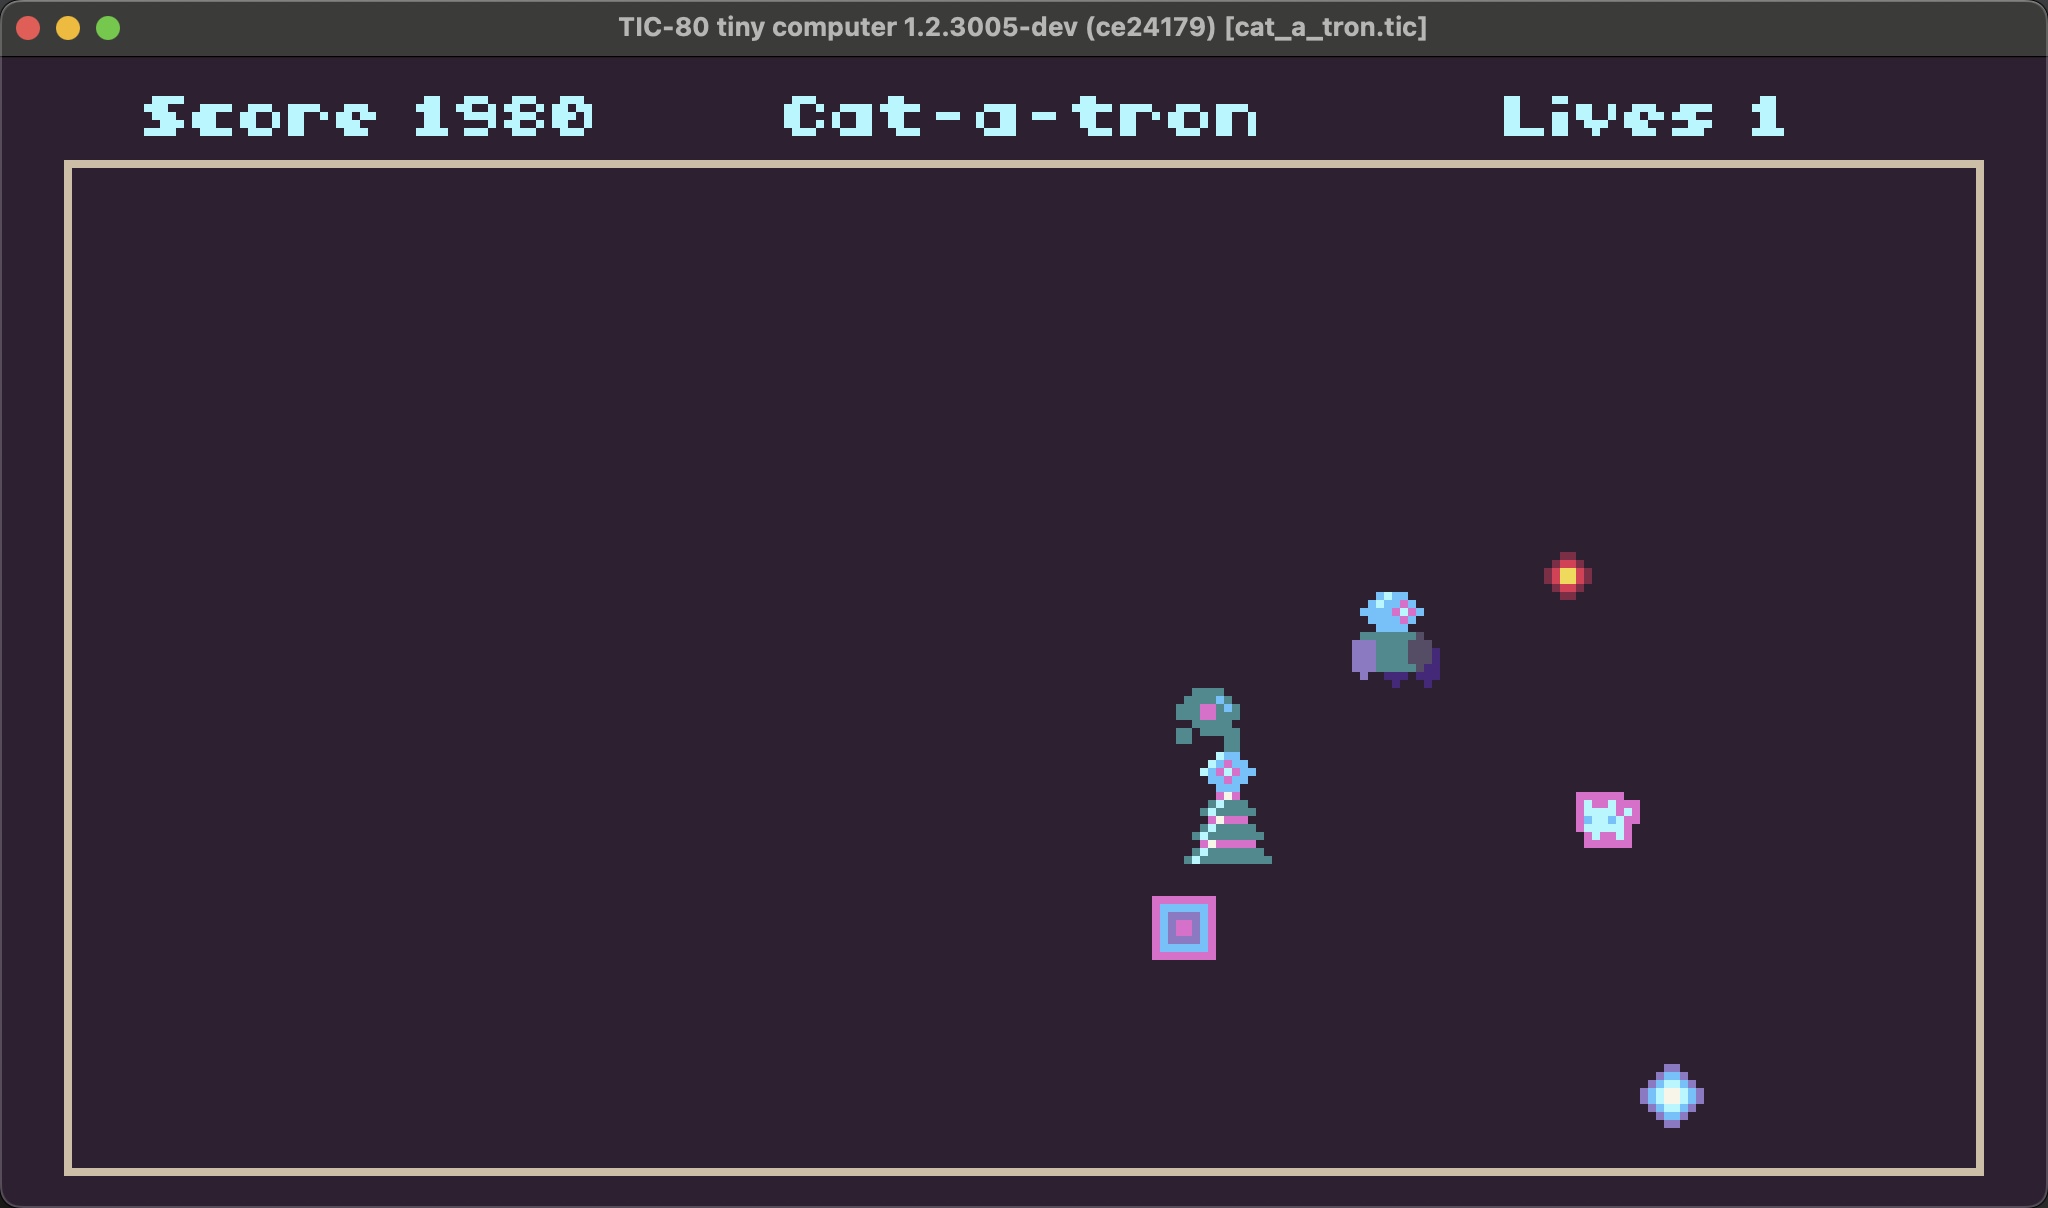 TIC-80 tiny computer 1.2.3005-dev (ce24179) [cat_a_tron.tic]
Score 1980 Cat-a-tron Lives 1